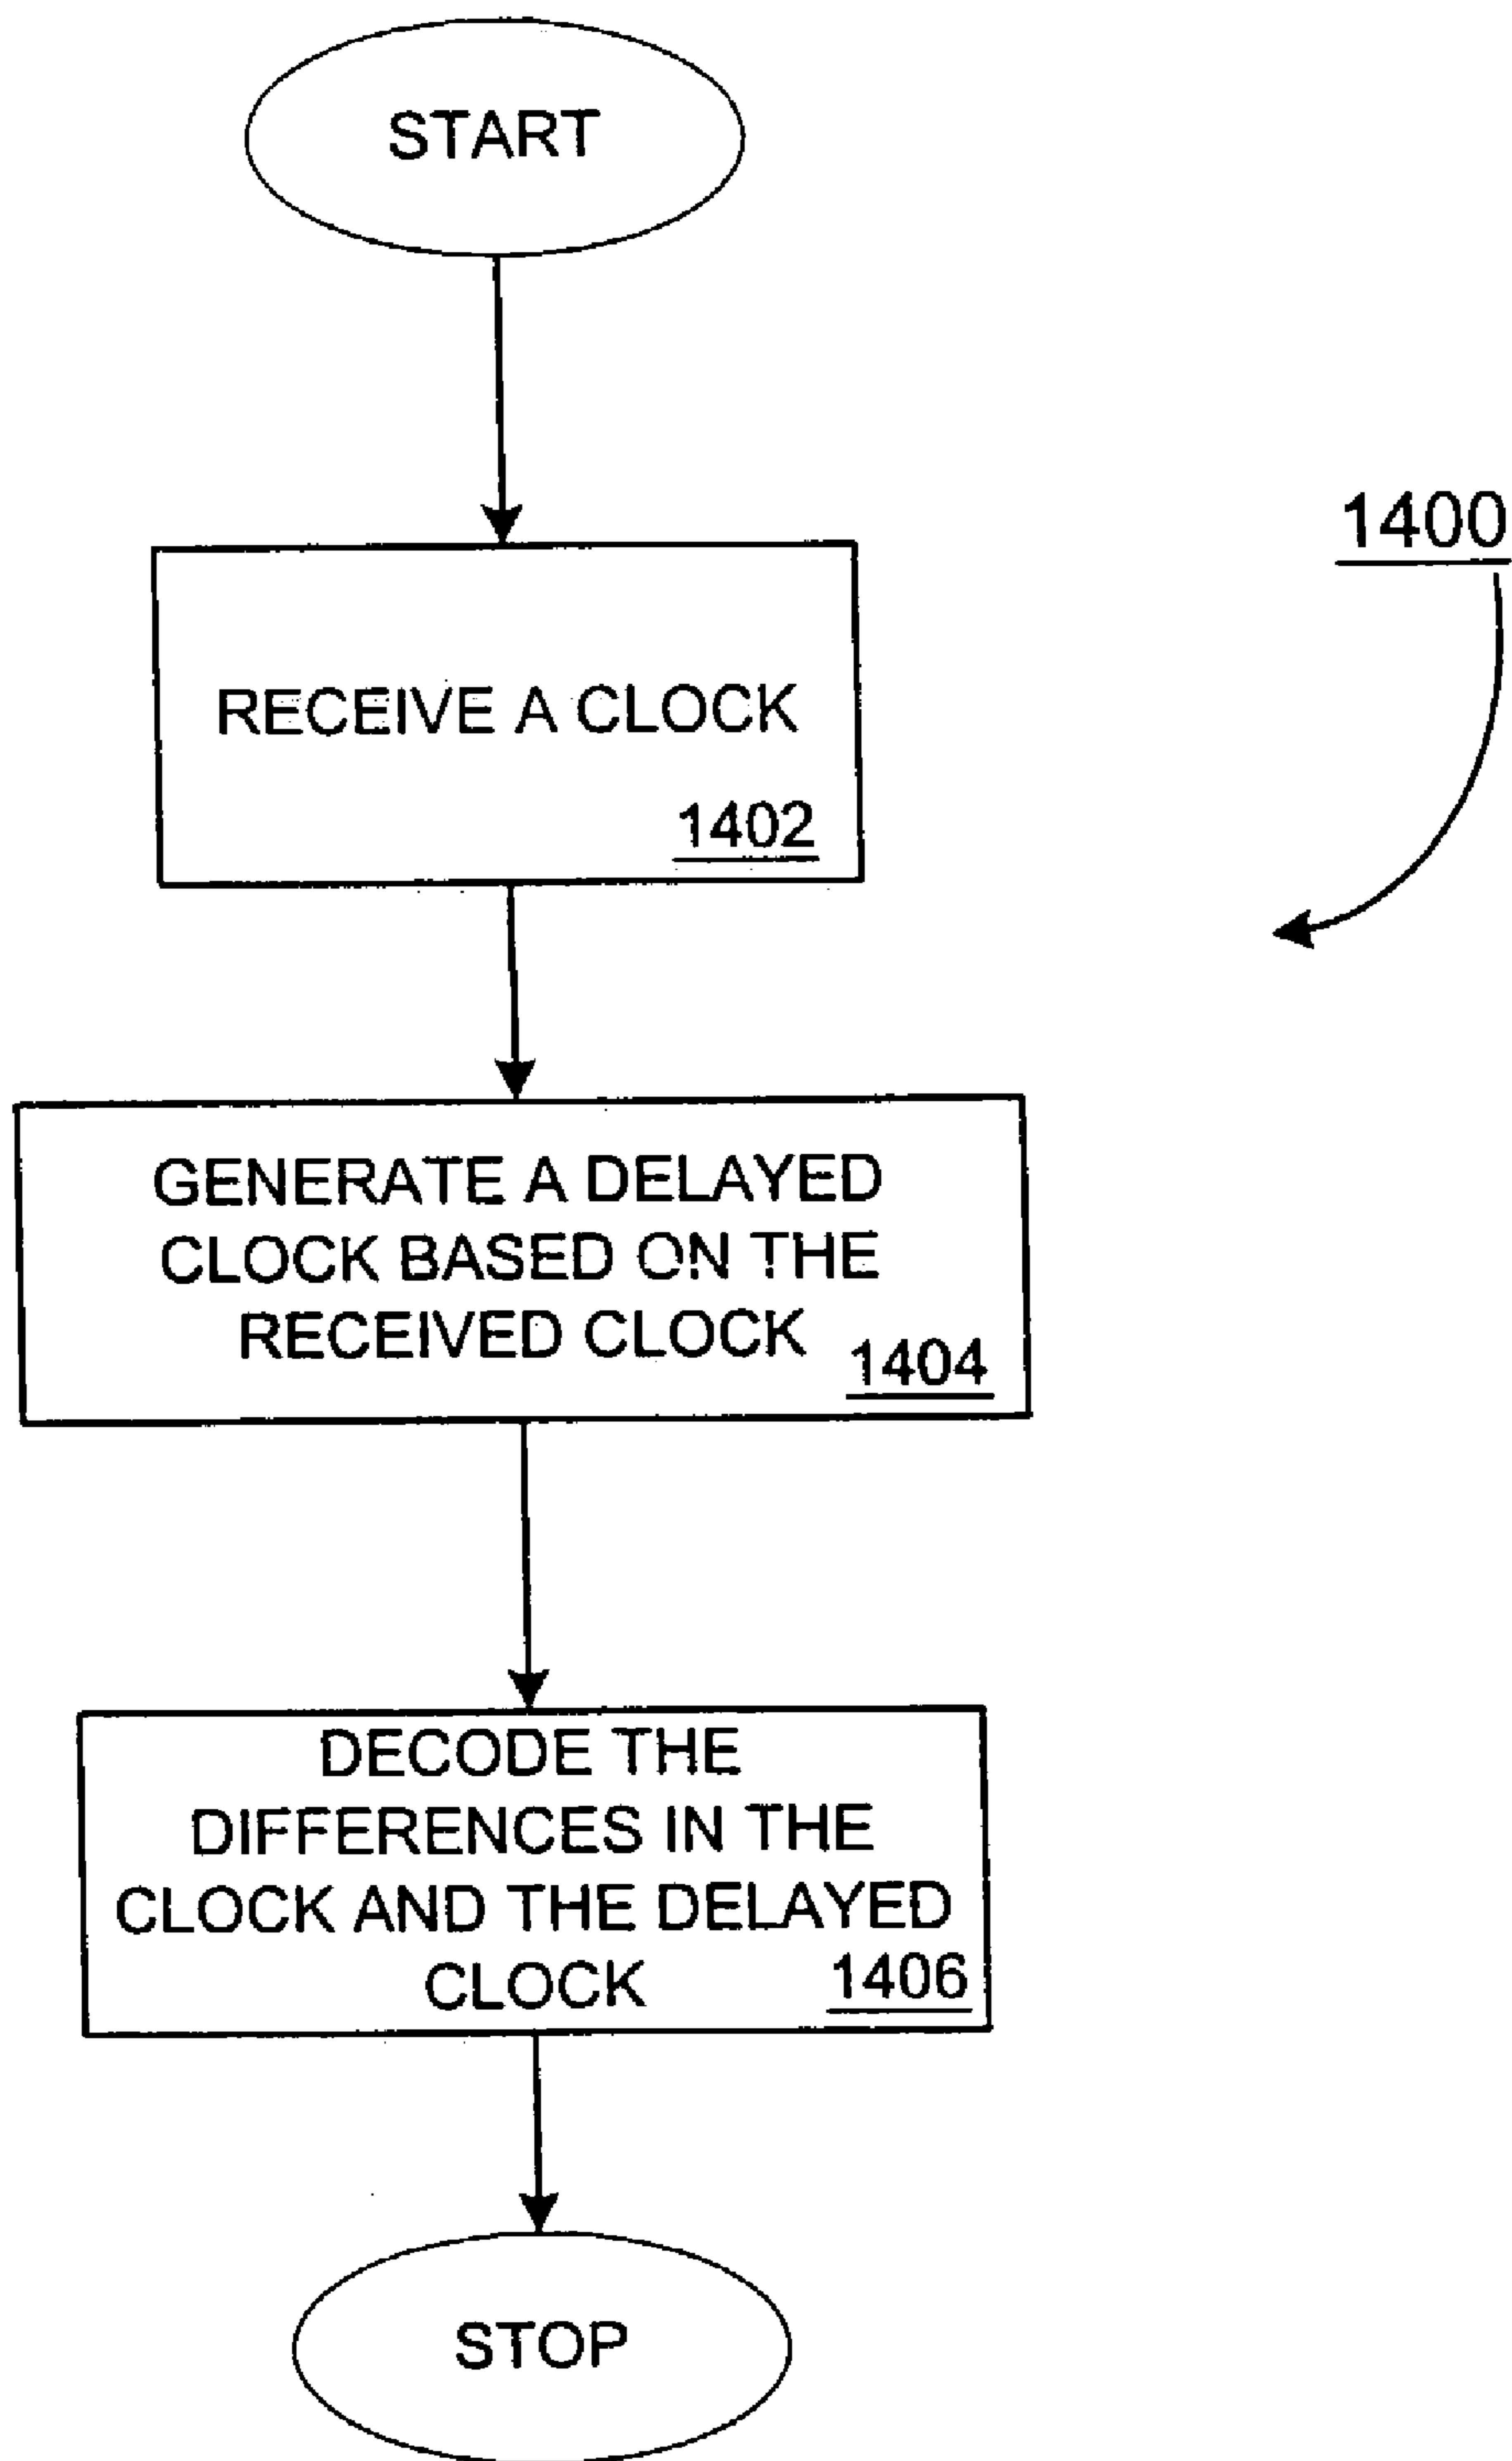 START
1400
RECEIVE A CLOCK
1402
GENERATE A DELAYED
CLOCK BASED ON THE
RECEIVED CLOCK
1404
DECODE THE
DIFFERENCES IN THE
CLOCK AND THE DELAYED
CLOCK
1406
STOP